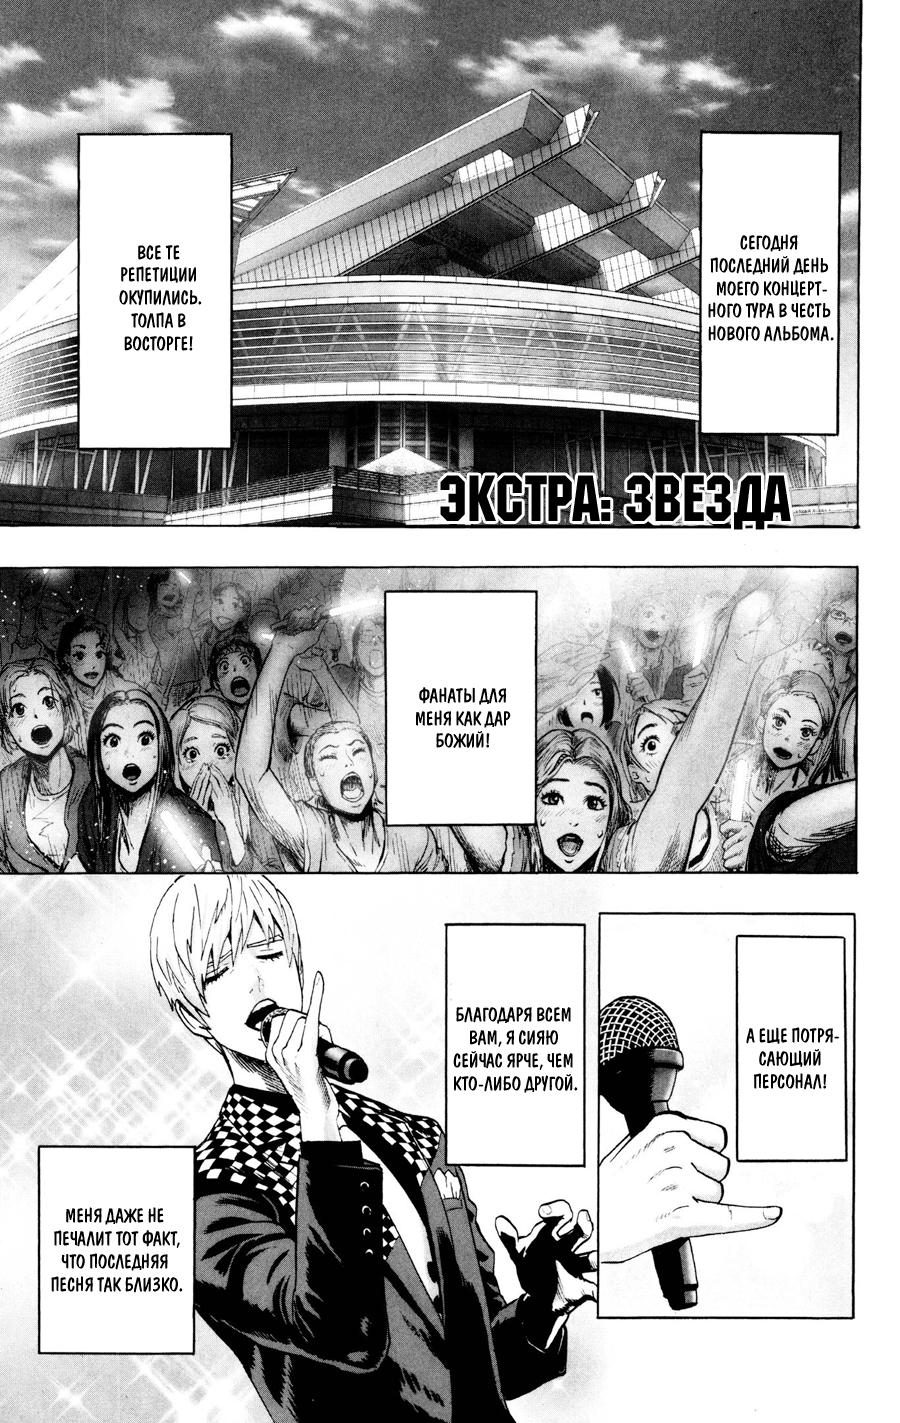 СЕГОДНЯ
ПОСЛЕДНИЙ ДЕНЬ
МОЕГО КОНЦЕРТ-
НОГО ТУРА В ЧЕСТЬ
НОВОГО АЛЬБОМА.
ВСЕ ТЕ
РЕПЕТИЦИИ
ОКУПИЛИСЬ.
ТОЛПА В
ВОСТОРГЕ!
ЭКСТРА: ЗВЕЗДА
ФАНАТЫ ДЛЯ
МЕНЯ КАК ДАР
БОЖИЙ!
А ЕЩЕ ПОТРЯ-
САЮЩИЙ
ПЕРСОНАЛ!
БЛАГОДАРЯ ВСЕМ
ВАМ, Я СИЯЮ
СЕЙЧАС ЯРЧЕ, ЧЕМ
КТО-ЛИБО ДРУГОЙ.
МЕНЯ ДАЖЕ НЕ
ПЕЧАЛИТ ТОТ ФАКТ,
ЧТО ПОСЛЕДНЯЯ
ПЕСНЯ ТАК БЛИЗКО.